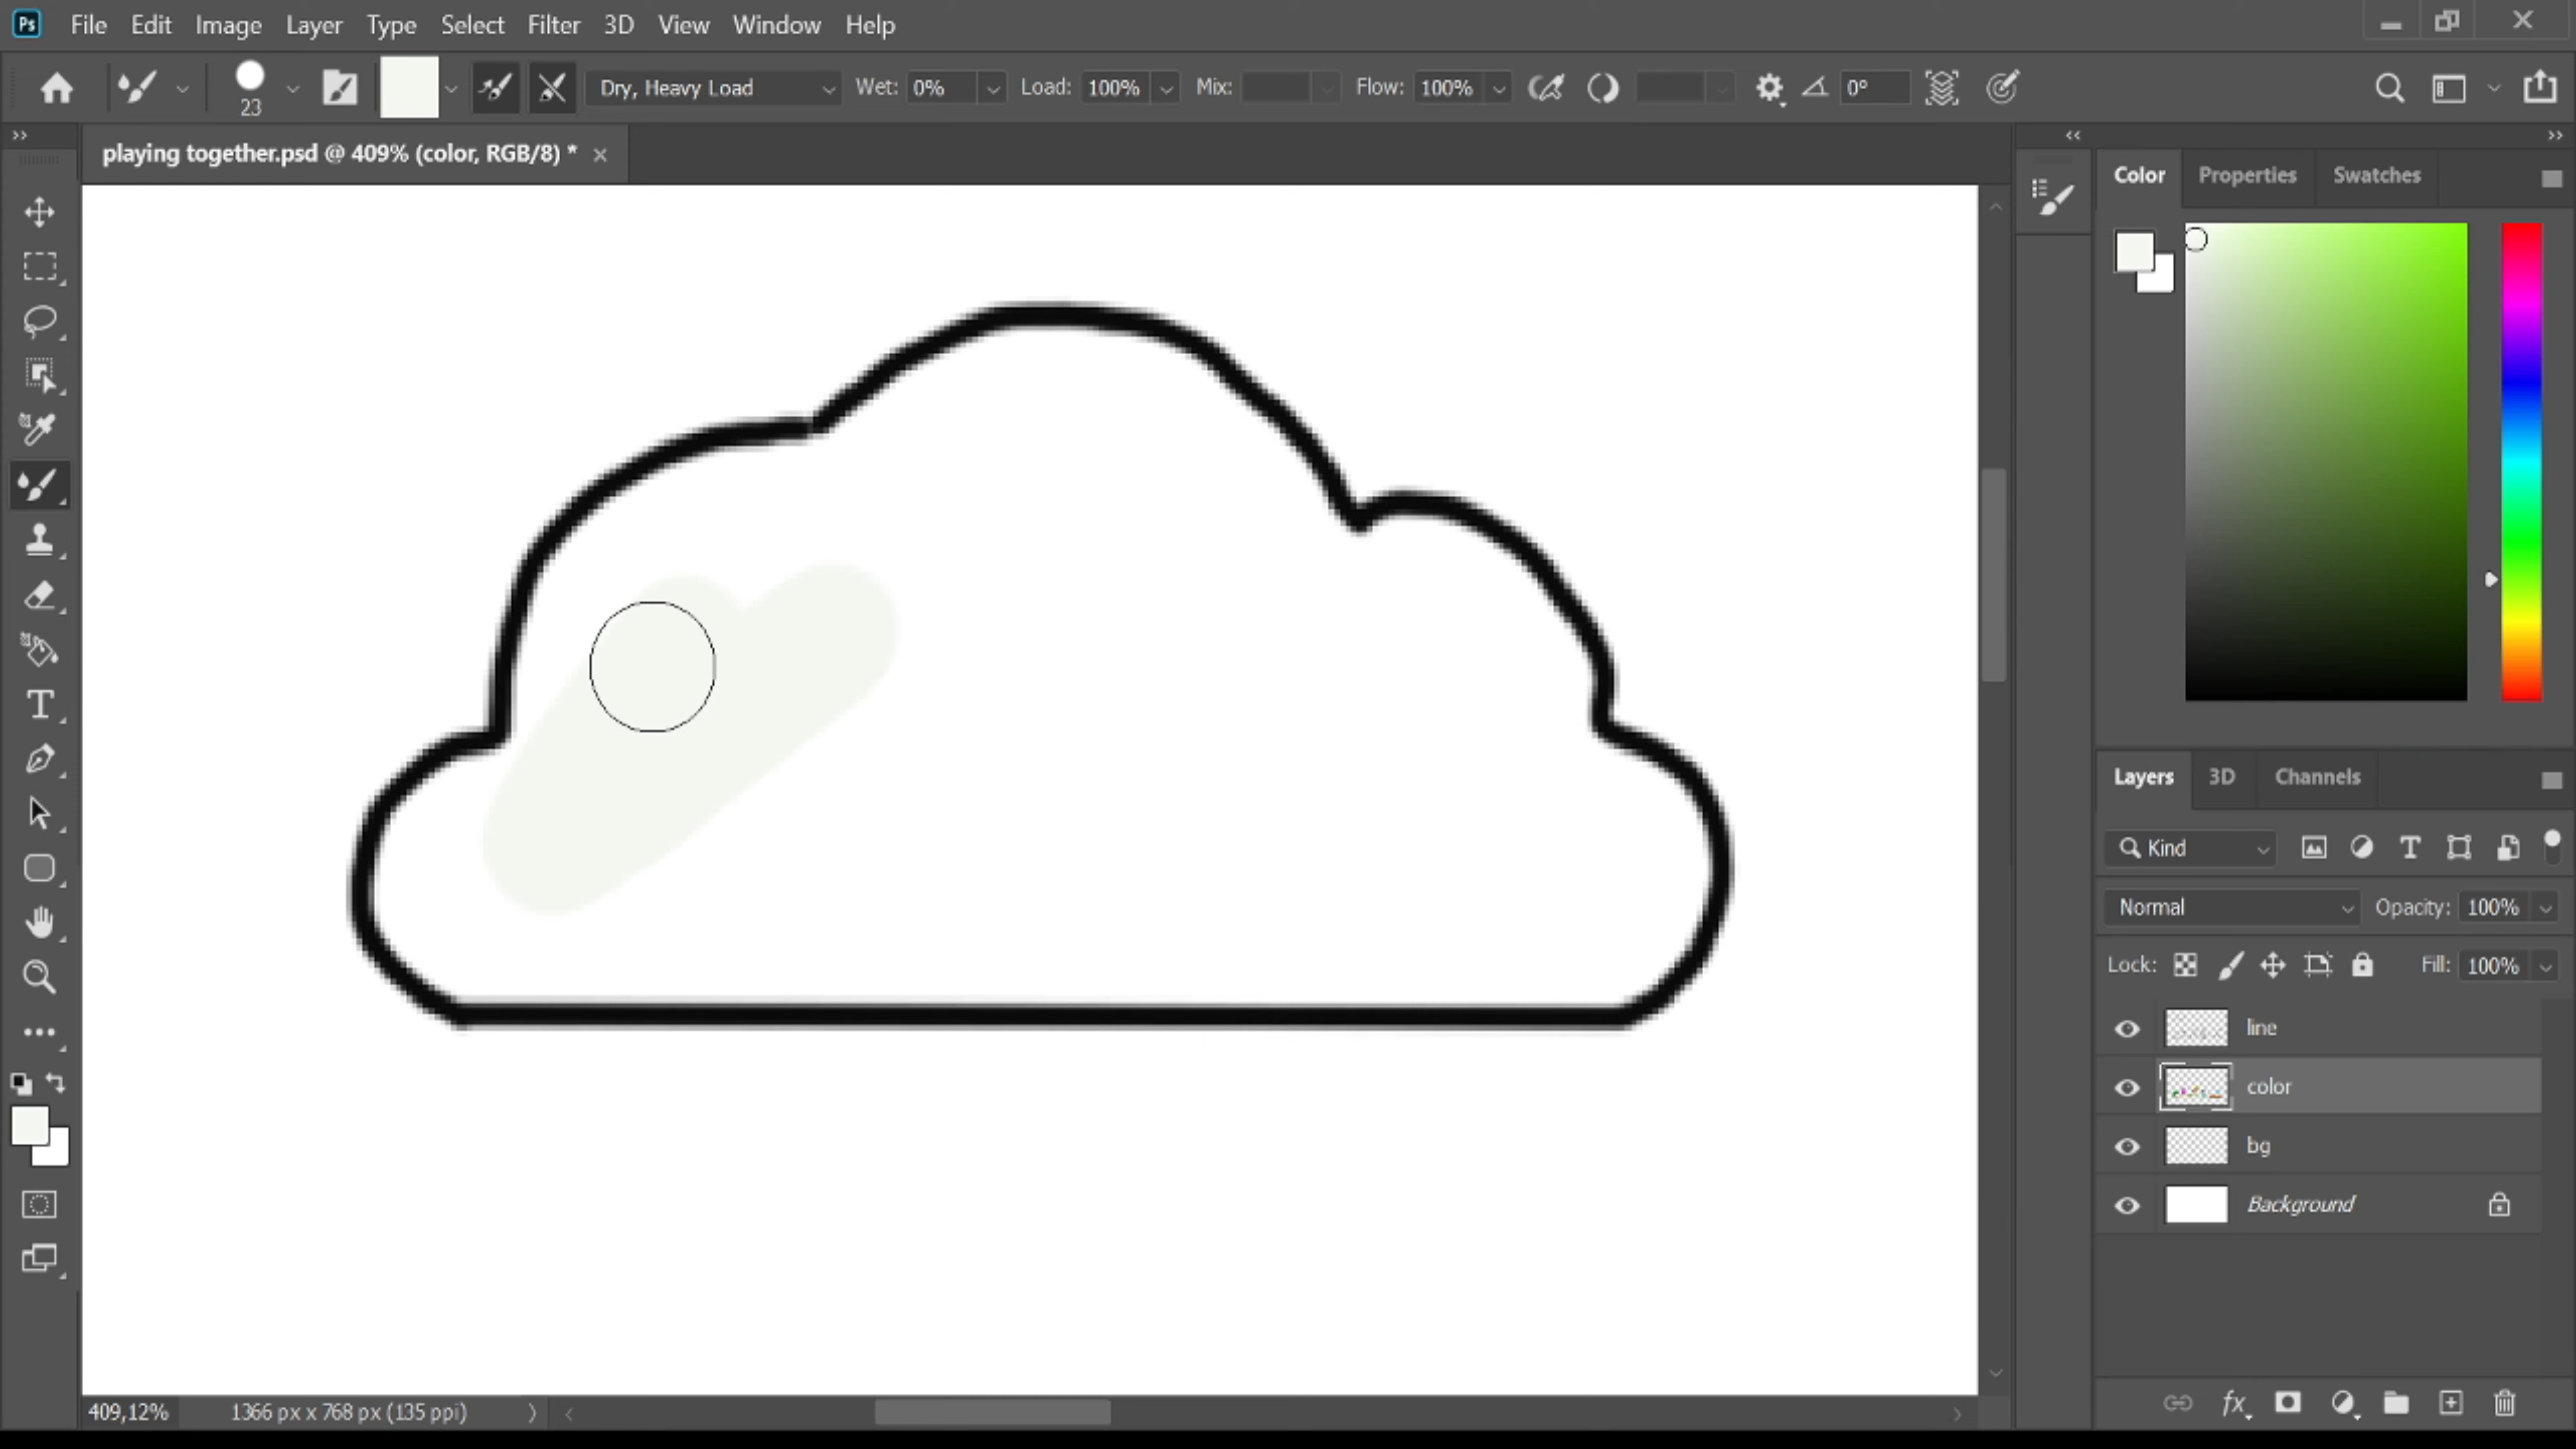 Ps File Edit Image Layer Type Select Filter 3D View Window Help
23 Dry, Heavy Load Wet: 0% Load: 100% Mix: Flow: 100% 0°
playing together.psd @ 409% (color, RGB/8) * ×
Color Properties Swatches
Layers 3D Channels
Kind
Normal Opacity: 100%
Lock: Fill: 100%
line
color
bg
Background
409,12% 1366 px x 768 px (135 ppi)